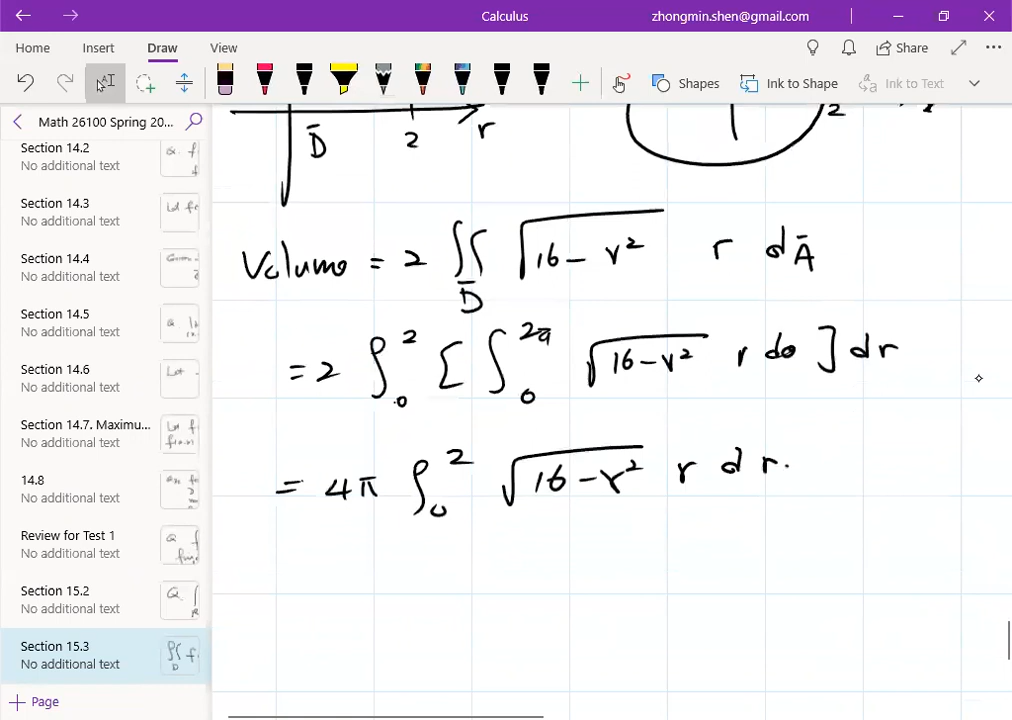 Calculus
zhongmin.shen@gmail.com
Home Insert Draw View Share
Shapes Ink to Shape Ink to Text
Math 26100 Spring 20...
Section 14.2
No additional text
Section 14.3
No additional text
Section 14.4
No additional text
Section 14.5
No additional text
Section 14.6
No additional text
Section 14.7. Maximu...
No additional text
14.8
No additional text
Review for Test 1
No additional text
Section 15.2
No additional text
Section 15.3
No additional text
Page
D̄ 2 r 2
Volume = 2 ∬_D̄ √(16 - r²) r dĀ
= 2 ∫_0^2 [ ∫_0^{2π} √(16 - r²) r dθ ] dr
= 4π ∫_0^2 √(16 - r²) r dr.